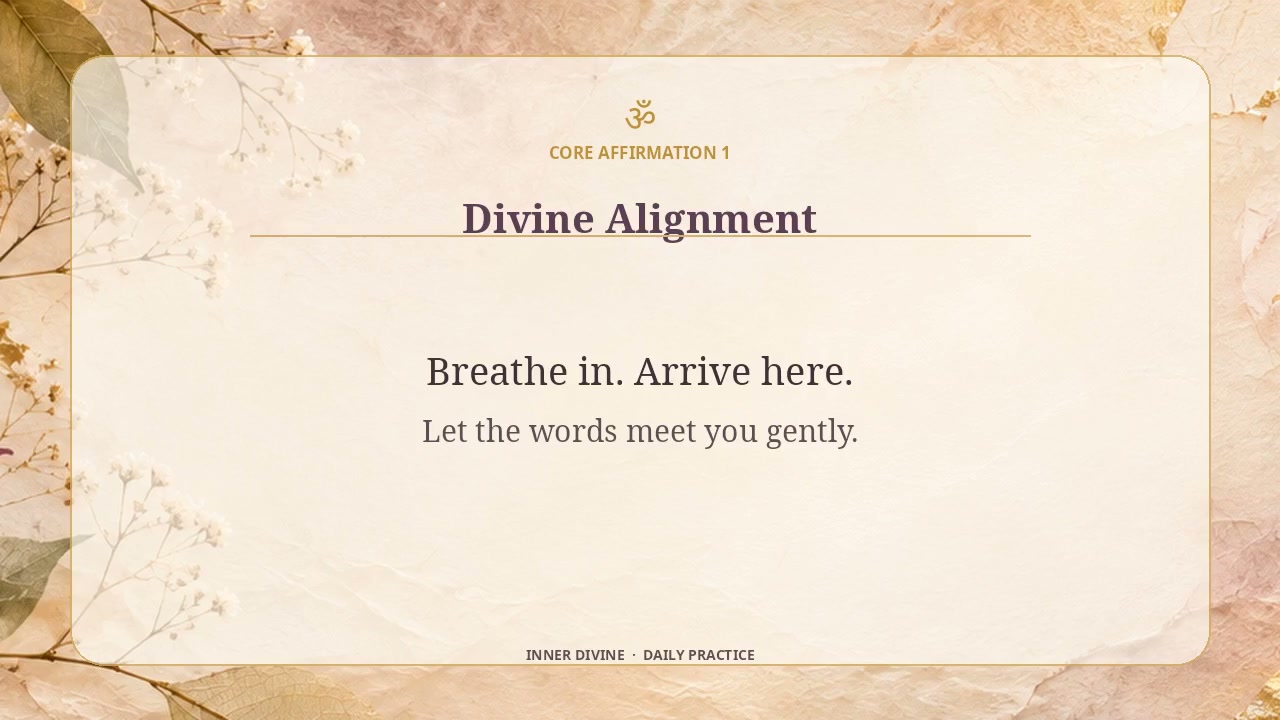 ॐ
CORE AFFIRMATION 1
Divine Alignment
Breathe in. Arrive here.
Let the words meet you gently.
INNER DIVINE · DAILY PRACTICE